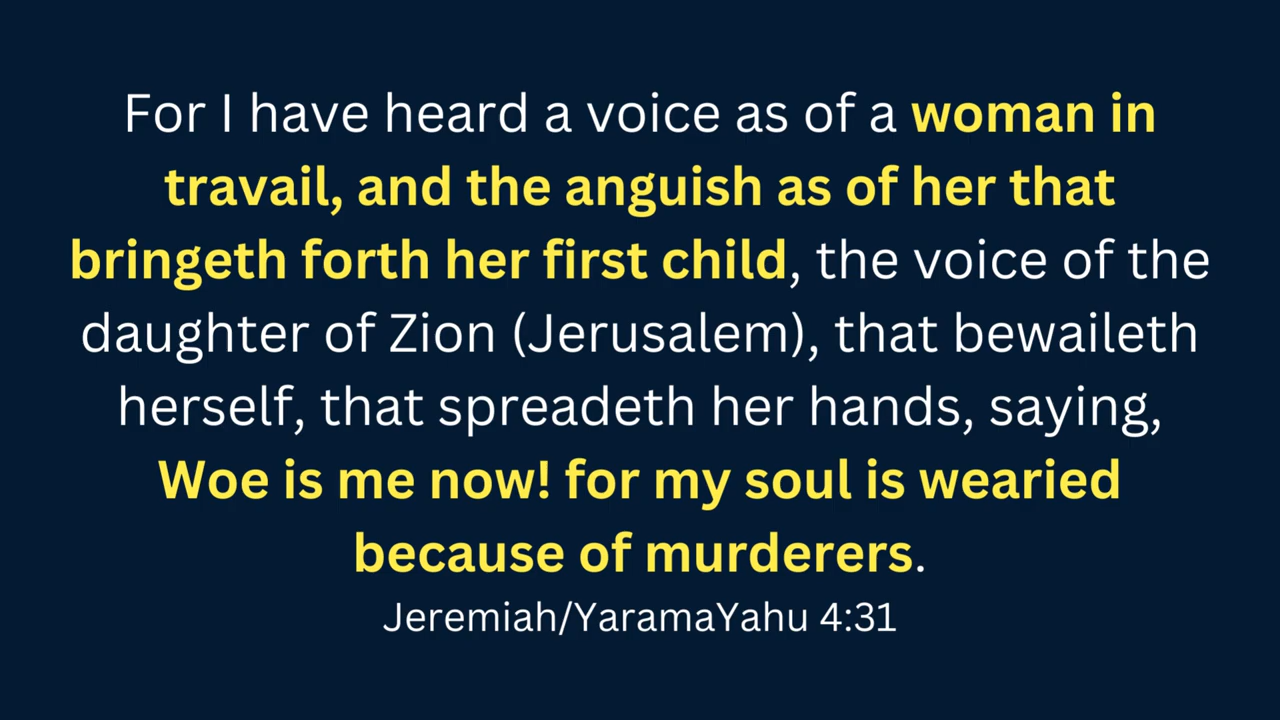 For I have heard a voice as of a woman in
travail, and the anguish as of her that
bringeth forth her first child, the voice of the
daughter of Zion (Jerusalem), that bewaileth
herself, that spreadeth her hands, saying,
Woe is me now! for my soul is wearied
because of murderers.
Jeremiah/YaramaYahu 4:31